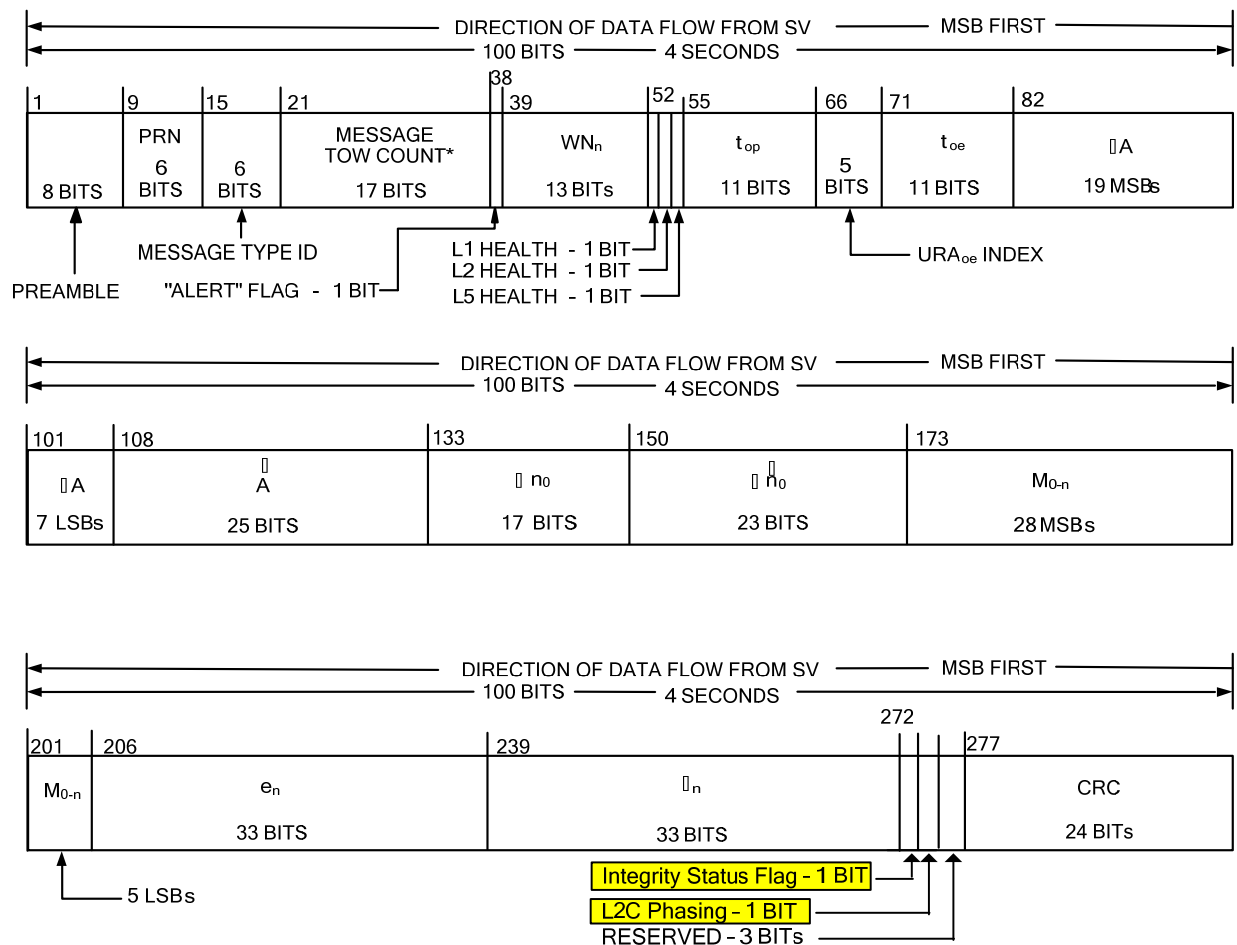 DIRECTION OF DATA FLOW FROM SV MSB FIRST
100 BITS 4 SECONDS
38
1 9 15 21 39 52 55 66 71 82
8 BITS
PRN
6
BITS
6
BITS
MESSAGE
TOW COUNT*
17 BITS
WNn
13 BITs
top
11 BITS
5
BITS
toe
11 BITS
▯A
19 MSBs
L1 HEALTH - 1 BIT
L2 HEALTH - 1 BIT
L5 HEALTH - 1 BIT
MESSAGE TYPE ID
URAoe INDEX
PREAMBLE
"ALERT" FLAG - 1 BIT
DIRECTION OF DATA FLOW FROM SV MSB FIRST
100 BITS 4 SECONDS
101 108 133 150 173
▯A
7 LSBs
▯
A
25 BITS
▯ n0
17 BITS
▯
▯ n0
23 BITS
M0-n
28 MSBs
DIRECTION OF DATA FLOW FROM SV MSB FIRST
100 BITS 4 SECONDS
272
201 206 239 277
M0-n
en
33 BITS
▯n
33 BITS
CRC
24 BITs
5 LSBs
Integrity Status Flag - 1 BIT
L2C Phasing - 1 BIT
RESERVED - 3 BITs